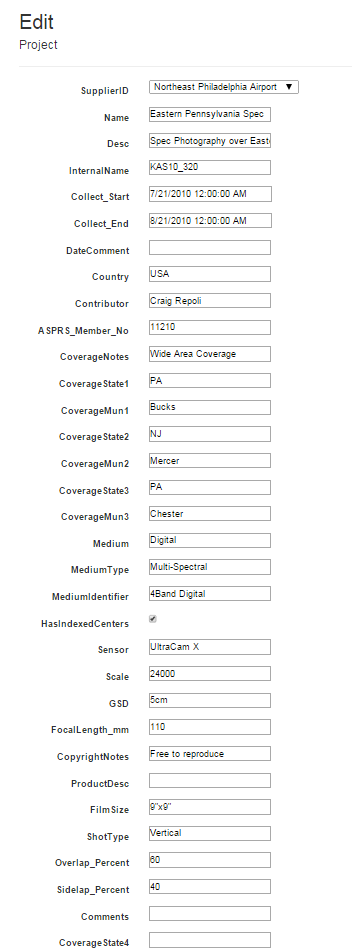 Edit
Project
SupplierID Northeast Philadelphia Airport
Name Eastern Pennsylvania Spec
Desc Spec Photography over Easte
InternalName KAS10_320
Collect_Start 7/21/2010 12:00:00 AM
Collect_End 8/21/2010 12:00:00 AM
DateComment
Country USA
Contributor Craig Repoli
ASPRS_Member_No 11210
CoverageNotes Wide Area Coverage
CoverageState1 PA
CoverageMun1 Bucks
CoverageState2 NJ
CoverageMun2 Mercer
CoverageState3 PA
CoverageMun3 Chester
Medium Digital
MediumType Multi-Spectral
MediumIdentifier 4Band Digital
HasIndexedCenters
Sensor UltraCam X
Scale 24000
GSD 5cm
FocalLength_mm 110
CopyrightNotes Free to reproduce
ProductDesc
FilmSize 9"x9"
ShotType Vertical
Overlap_Percent 60
Sidelap_Percent 40
Comments
CoverageState4